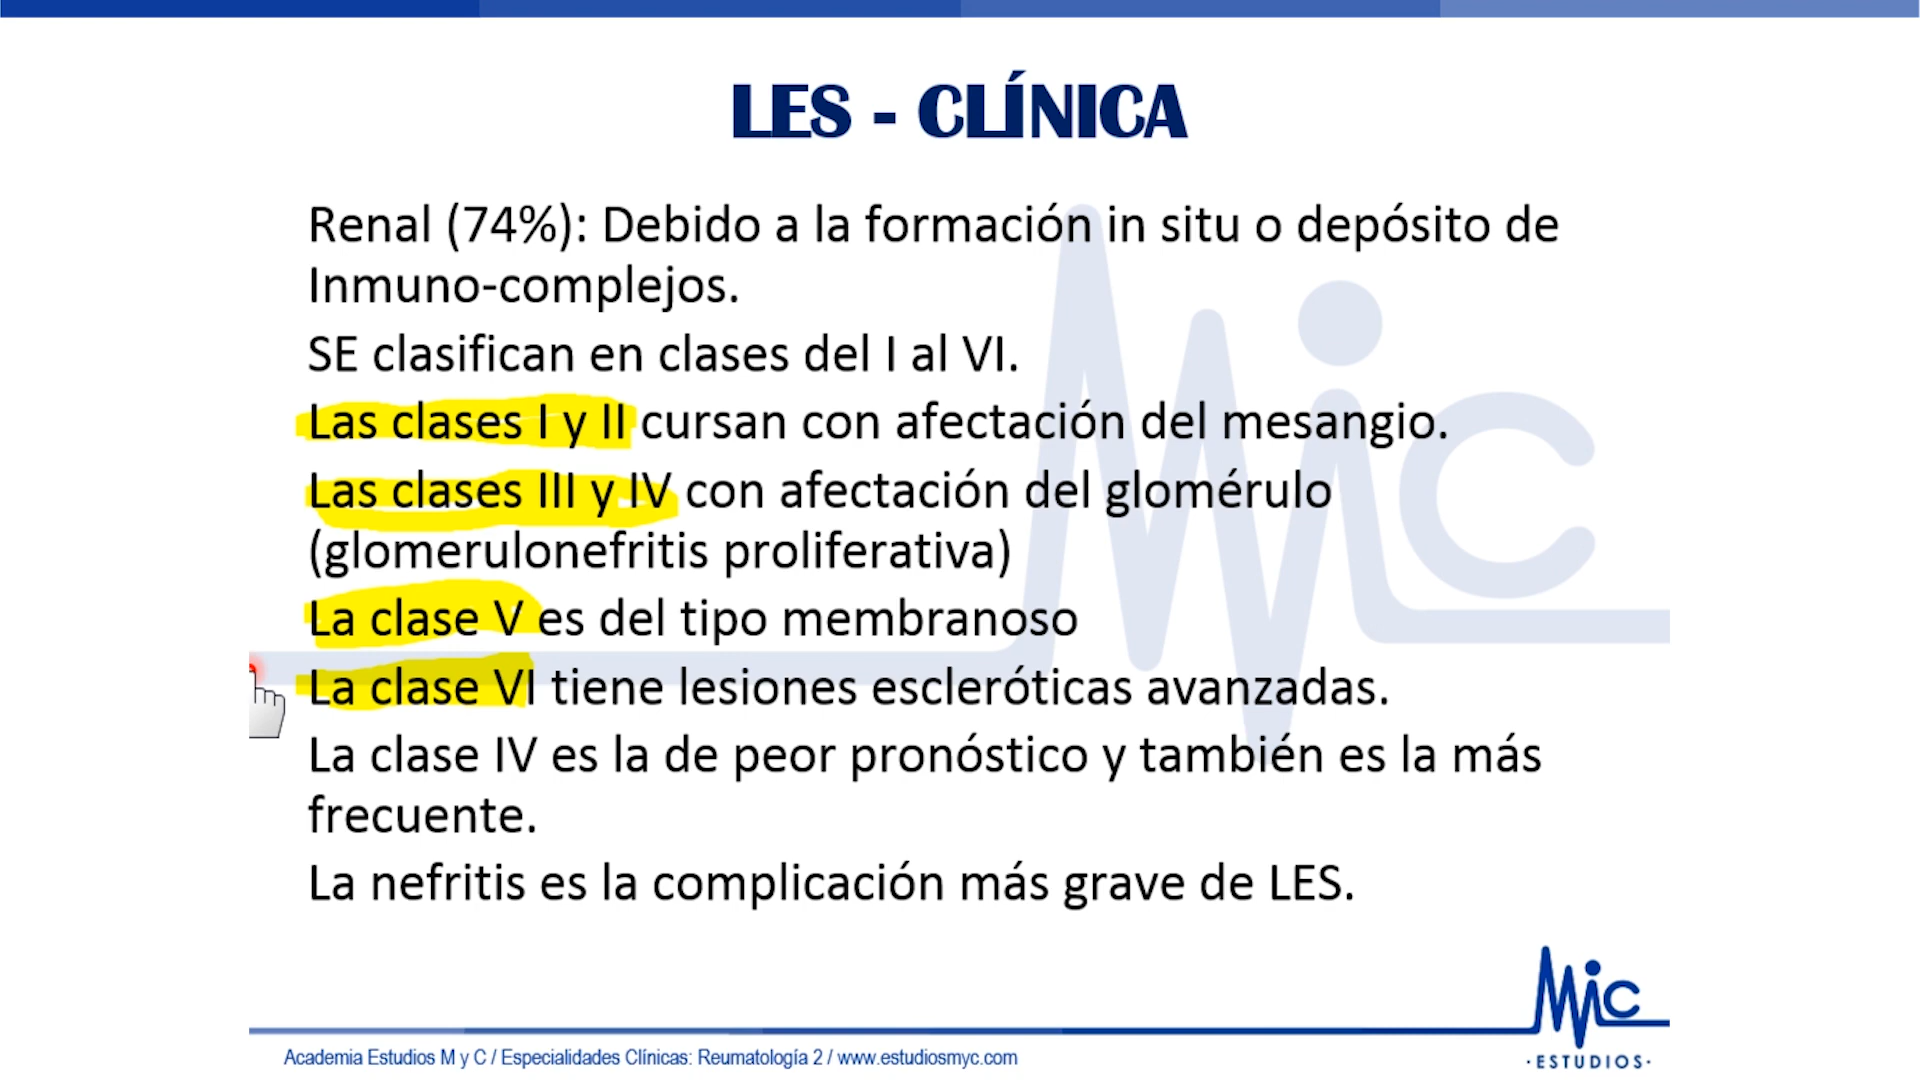 LES - CLÍNICA
Renal (74%): Debido a la formación in situ o depósito de
Inmuno-complejos.
SE clasifican en clases del I al VI.
Las clases I y II cursan con afectación del mesangio.
Las clases III y IV con afectación del glomérulo
(glomerulonefritis proliferativa)
La clase V es del tipo membranoso
La clase VI tiene lesiones escleróticas avanzadas.
La clase IV es la de peor pronóstico y también es la más
frecuente.
La nefritis es la complicación más grave de LES.
MiC
·ESTUDIOS·
Academia Estudios M y C / Especialidades Clínicas: Reumatología 2 / www.estudiosmyc.com